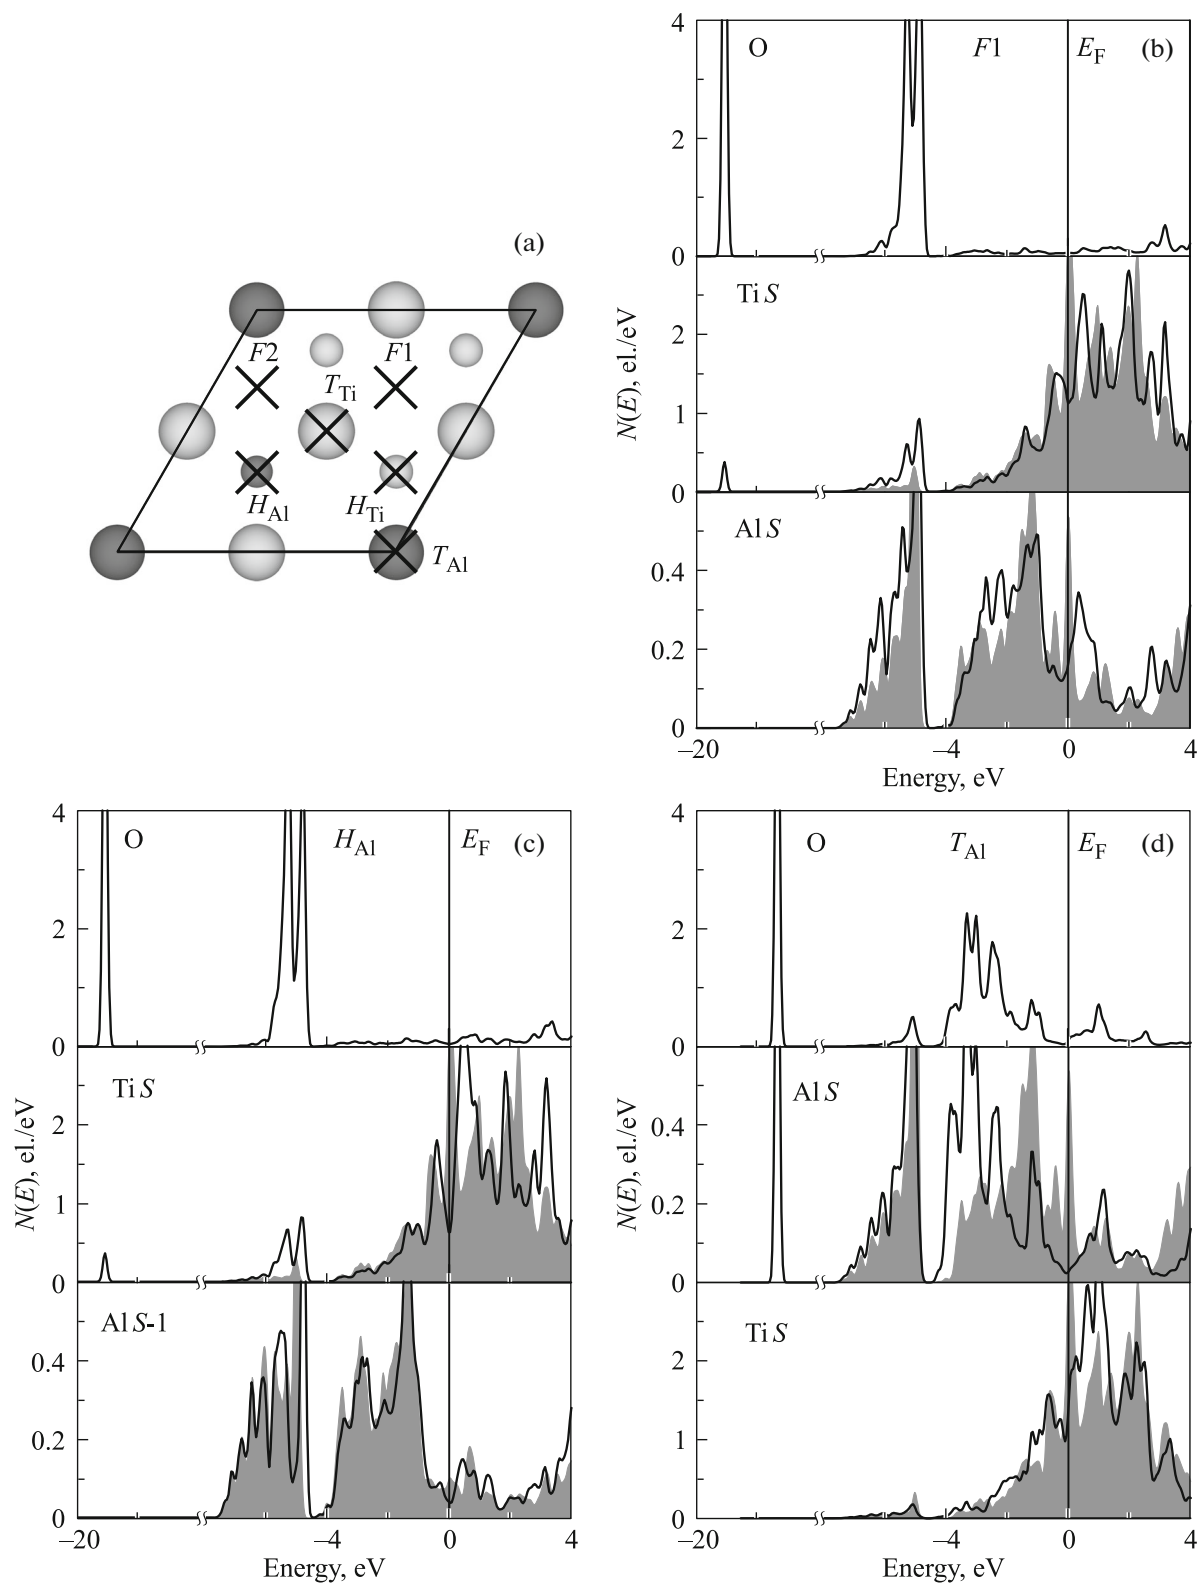 (a)
F2 F1
T_Ti
H_Al H_Ti
T_Al
O F1 E_F (b)
4
2
0
Ti S
2
1
0
N(E), el./eV
Al S
0.4
0.2
0
–20 –4 0 4
Energy, eV
O H_Al E_F (c)
4
2
0
Ti S
2
1
0
N(E), el./eV
Al S-1
0.4
0.2
0
–20 –4 0 4
Energy, eV
O T_Al E_F (d)
4
2
0
Al S
0.4
0.2
0
N(E), el./eV
Ti S
2
1
0
–20 –4 0 4
Energy, eV